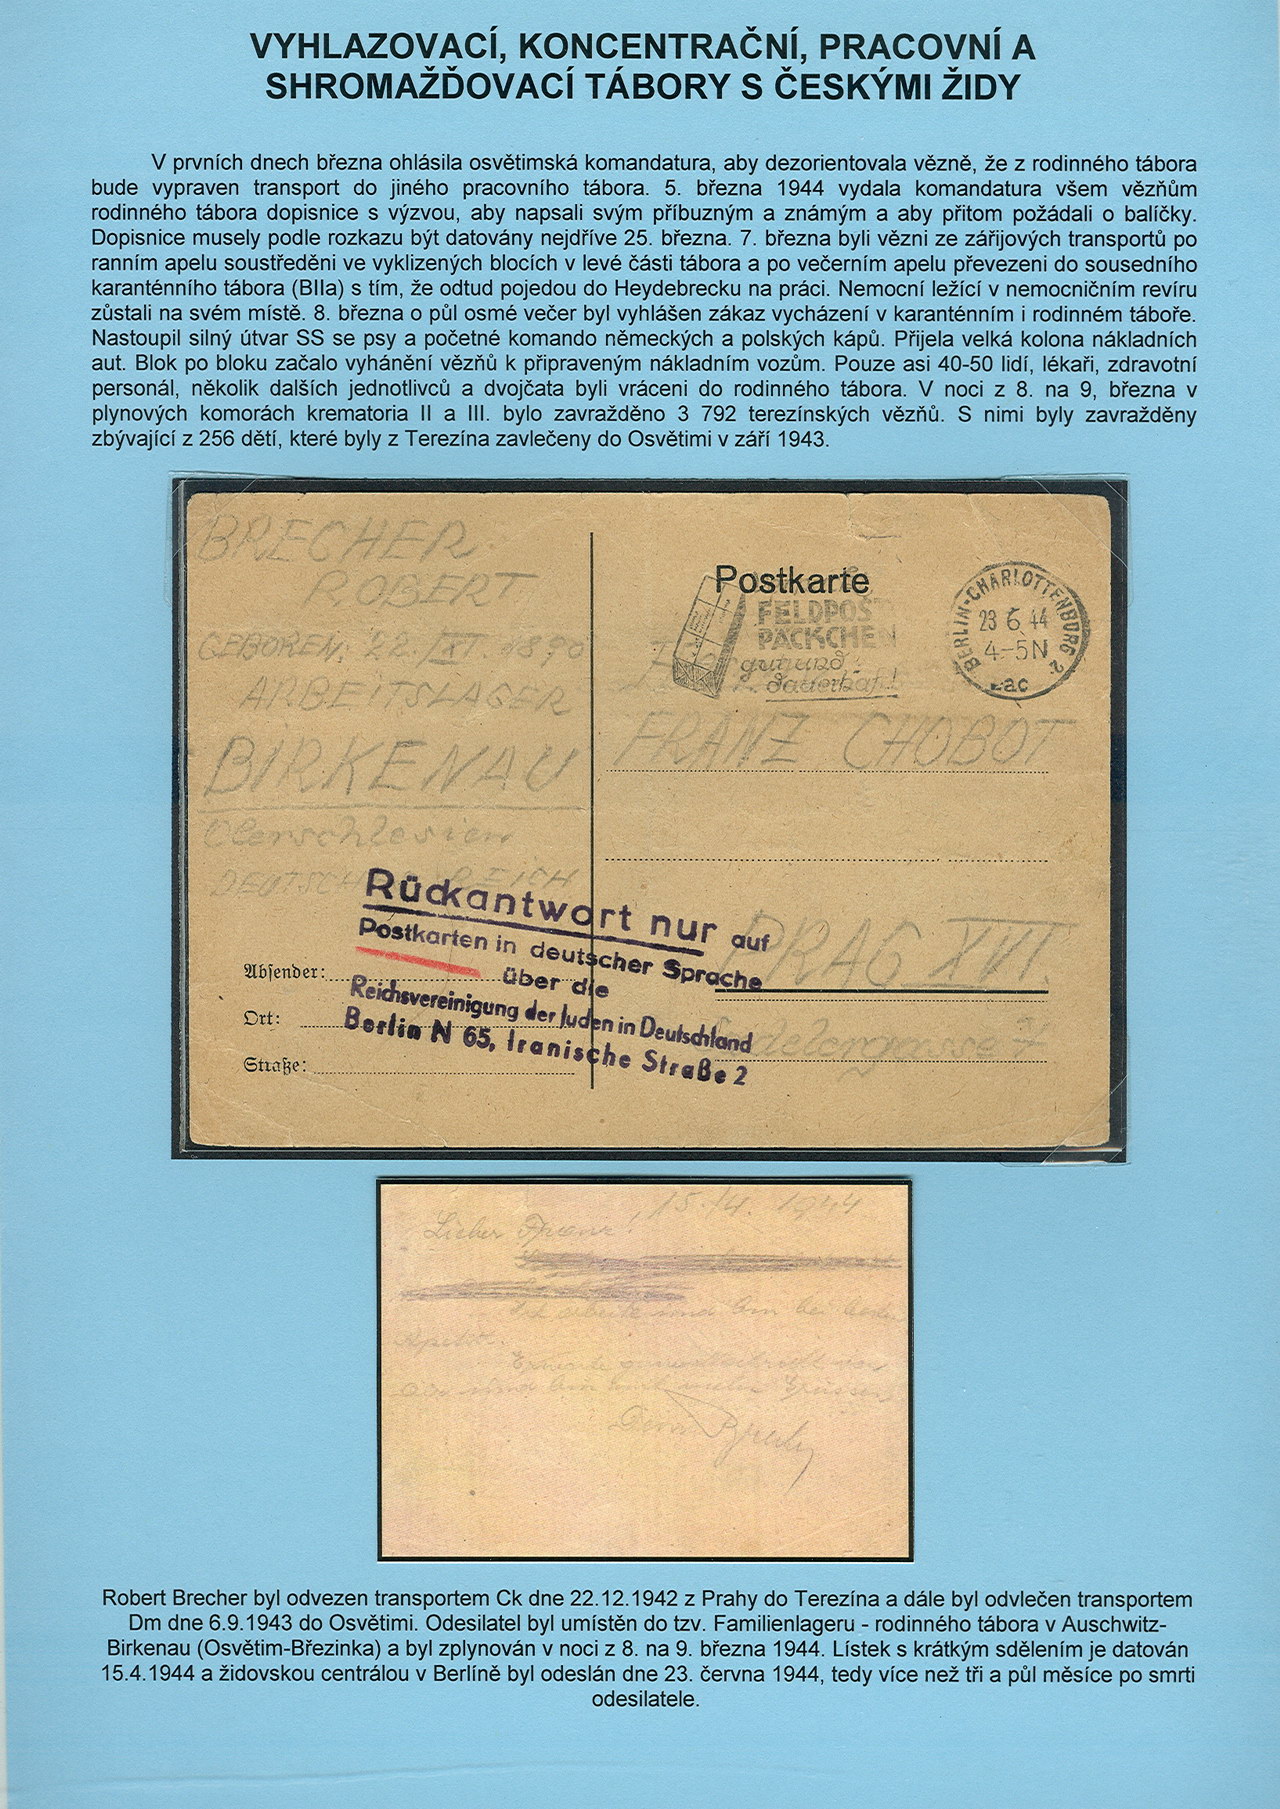 VYHLAZOVACÍ, KONCENTRAČNÍ, PRACOVNÍ A
SHROMAŽĎOVACÍ TÁBORY S ČESKÝMI ŽIDY
V prvních dnech března ohlásila osvětimská komandatura, aby dezorientovala vězně, že z rodinného tábora
bude vypraven transport do jiného pracovního tábora. 5. března 1944 vydala komandatura všem vězňům
rodinného tábora dopisnice s výzvou, aby napsali svým příbuzným a známým a aby přitom požádali o balíčky.
Dopisnice musely podle rozkazu být datovány nejdříve 25. března. 7. března byli vězni ze zářijových transportů po
ranním apelu soustředěni ve vyklizených blocích v levé části tábora a po večerním apelu převezeni do sousedního
karanténního tábora (BIIa) s tím, že odtud pojedou do Heydebrecku na práci. Nemocní ležící v nemocničním revíru
zůstali na svém místě. 8. března o půl osmé večer byl vyhlášen zákaz vycházení v karanténním i rodinném táboře.
Nastoupil silný útvar SS se psy a početné komando německých a polských kápů. Přijela velká kolona nákladních
aut. Blok po bloku začalo vyhánění vězňů k připraveným nákladním vozům. Pouze asi 40-50 lidí, lékaři, zdravotní
personál, několik dalších jednotlivců a dvojčata byli vráceni do rodinného tábora. V noci z 8. na 9, března v
plynových komorách krematoria II a III. bylo zavražděno 3 792 terezínských vězňů. S nimi byly zavražděny
zbývající z 256 dětí, které byly z Terezína zavlečeny do Osvětimi v září 1943.
BRECHER
ROBERT
GEBOREN: 22. XI. 1890
ARBEITSLAGER
BIRKENAU
Oberschlesien
DEUTSCH REICH
Postkarte
FELDPOST
PÄCKCHEN
gut und
dauerhaft!
BERLIN-CHARLOTTENBURG 2
23 6 44
4-5N
ac
FRANZ CHOBOT
PRAG XVI.
Rückantwort nur auf
Postkarten in deutscher Sprache
über die
Reichsvereinigung der Juden in Deutschland
Berlin N 65, Iranische Straße 2
Absender:
Ort:
Straße:
15./4. 1944
Lieber Franz!
arbeite und bin bei
Dein
Robert Brecher byl odvezen transportem Ck dne 22.12.1942 z Prahy do Terezína a dále byl odvlečen transportem
Dm dne 6.9.1943 do Osvětimi. Odesilatel byl umístěn do tzv. Familienlageru - rodinného tábora v Auschwitz-
Birkenau (Osvětim-Březinka) a byl zplynován v noci z 8. na 9. března 1944. Lístek s krátkým sdělením je datován
15.4.1944 a židovskou centrálou v Berlíně byl odeslán dne 23. června 1944, tedy více než tři a půl měsíce po smrti
odesilatele.